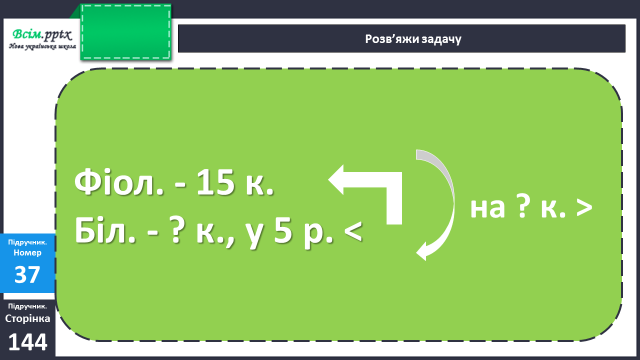 Всім.pptx
Нова українська школа
Розв’яжи задачу
Фіол. - 15 к.
Біл. - ? к., у 5 р. <
на ? к. >
Підручник.
Номер
37
Підручник.
Сторінка
144